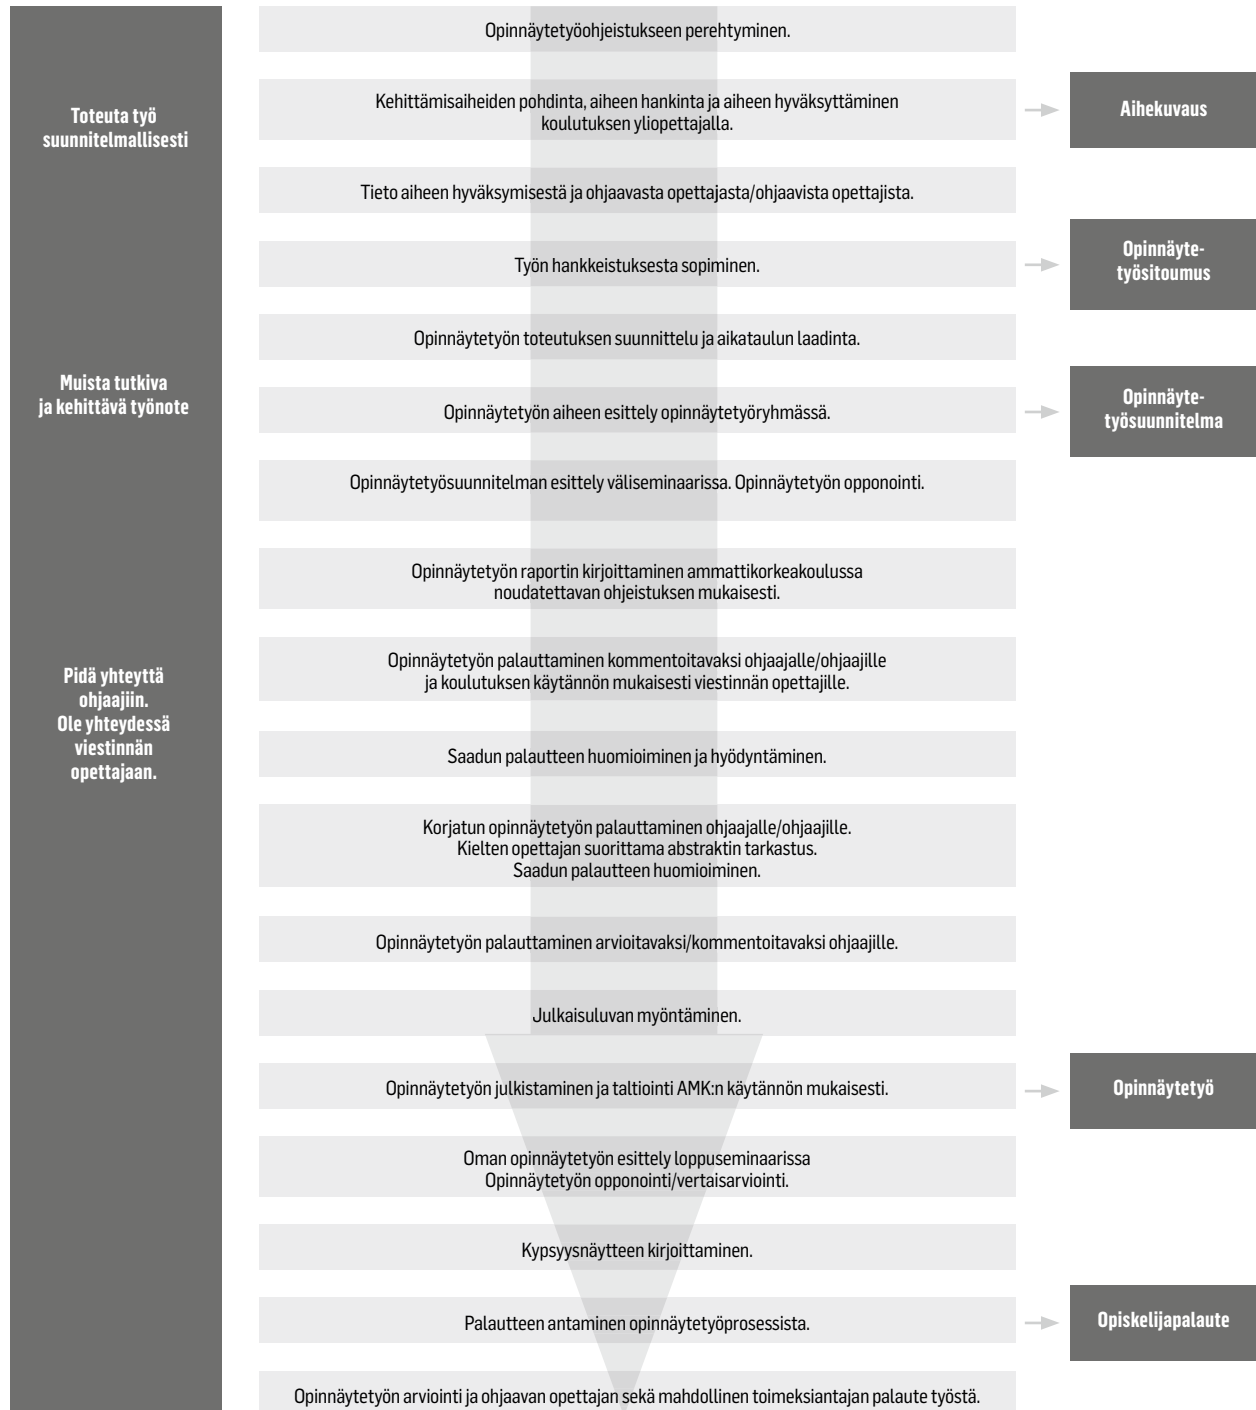 Toteuta työ
suunnitelmallisesti
Muista tutkiva
ja kehittävä työnote
Pidä yhteyttä
ohjaajiin.
Ole yhteydessä
viestinnän
opettajaan.
Opinnäytetyöohjeistukseen perehtyminen.
Kehittämisaiheiden pohdinta, aiheen hankinta ja aiheen hyväksyttäminen
koulutuksen yliopettajalla.
Aihekuvaus
Tieto aiheen hyväksymisestä ja ohjaavasta opettajasta/ohjaavista opettajista.
Työn hankkeistuksesta sopiminen.
Opinnäyte-
työsitoumus
Opinnäytetyön toteutuksen suunnittelu ja aikataulun laadinta.
Opinnäytetyön aiheen esittely opinnäytetyöryhmässä.
Opinnäyte-
työsuunnitelma
Opinnäytetyösuunnitelman esittely väliseminaarissa. Opinnäytetyön opponointi.
Opinnäytetyön raportin kirjoittaminen ammattikorkeakoulussa
noudatettavan ohjeistuksen mukaisesti.
Opinnäytetyön palauttaminen kommentoitavaksi ohjaajalle/ohjaajille
ja koulutuksen käytännön mukaisesti viestinnän opettajille.
Saadun palautteen huomioiminen ja hyödyntäminen.
Korjatun opinnäytetyön palauttaminen ohjaajalle/ohjaajille.
Kielten opettajan suorittama abstraktin tarkastus.
Saadun palautteen huomioiminen.
Opinnäytetyön palauttaminen arvioitavaksi/kommentoitavaksi ohjaajille.
Julkaisuluvan myöntäminen.
Opinnäytetyön julkistaminen ja taltiointi AMK:n käytännön mukaisesti.
Opinnäytetyö
Oman opinnäytetyön esittely loppuseminaarissa
Opinnäytetyön opponointi/vertaisarviointi.
Kypsyysnäytteen kirjoittaminen.
Palautteen antaminen opinnäytetyöprosessista.
Opiskelijapalaute
Opinnäytetyön arviointi ja ohjaavan opettajan sekä mahdollinen toimeksiantajan palaute työstä.